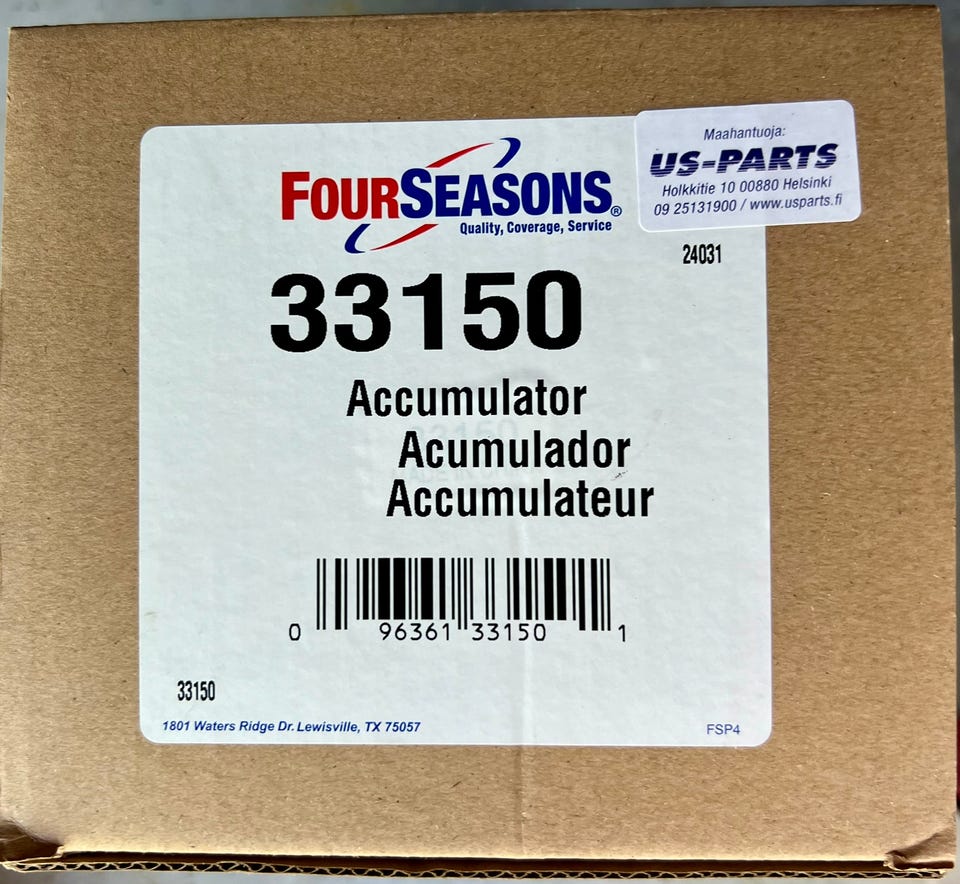 Maahantuoja:
US-PARTS
Holkkitie 10 00880 Helsinki
09 25131900 / www.usparts.fi
FOURSEASONS®
Quality, Coverage, Service
24031
33150
Accumulator
Acumulador
Accumulateur
0 96361 33150 1
33150
1801 Waters Ridge Dr. Lewisville, TX 75057
FSP4